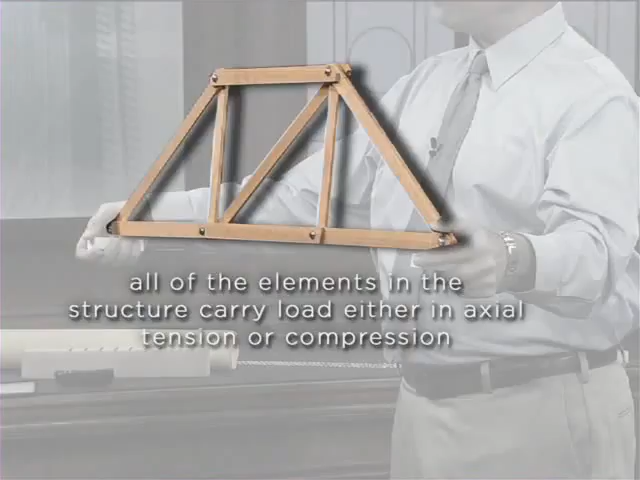 all of the elements in the
structure carry load either in axial
tension or compression